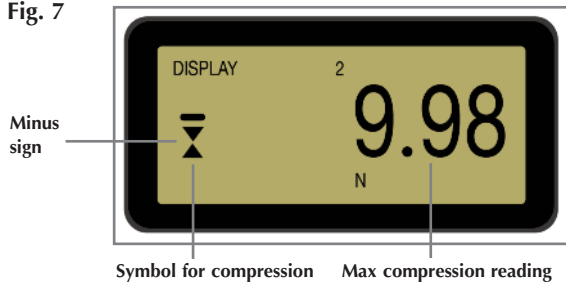 Fig. 7
DISPLAY 2
Minus
sign
9.98
N
Symbol for compression Max compression reading